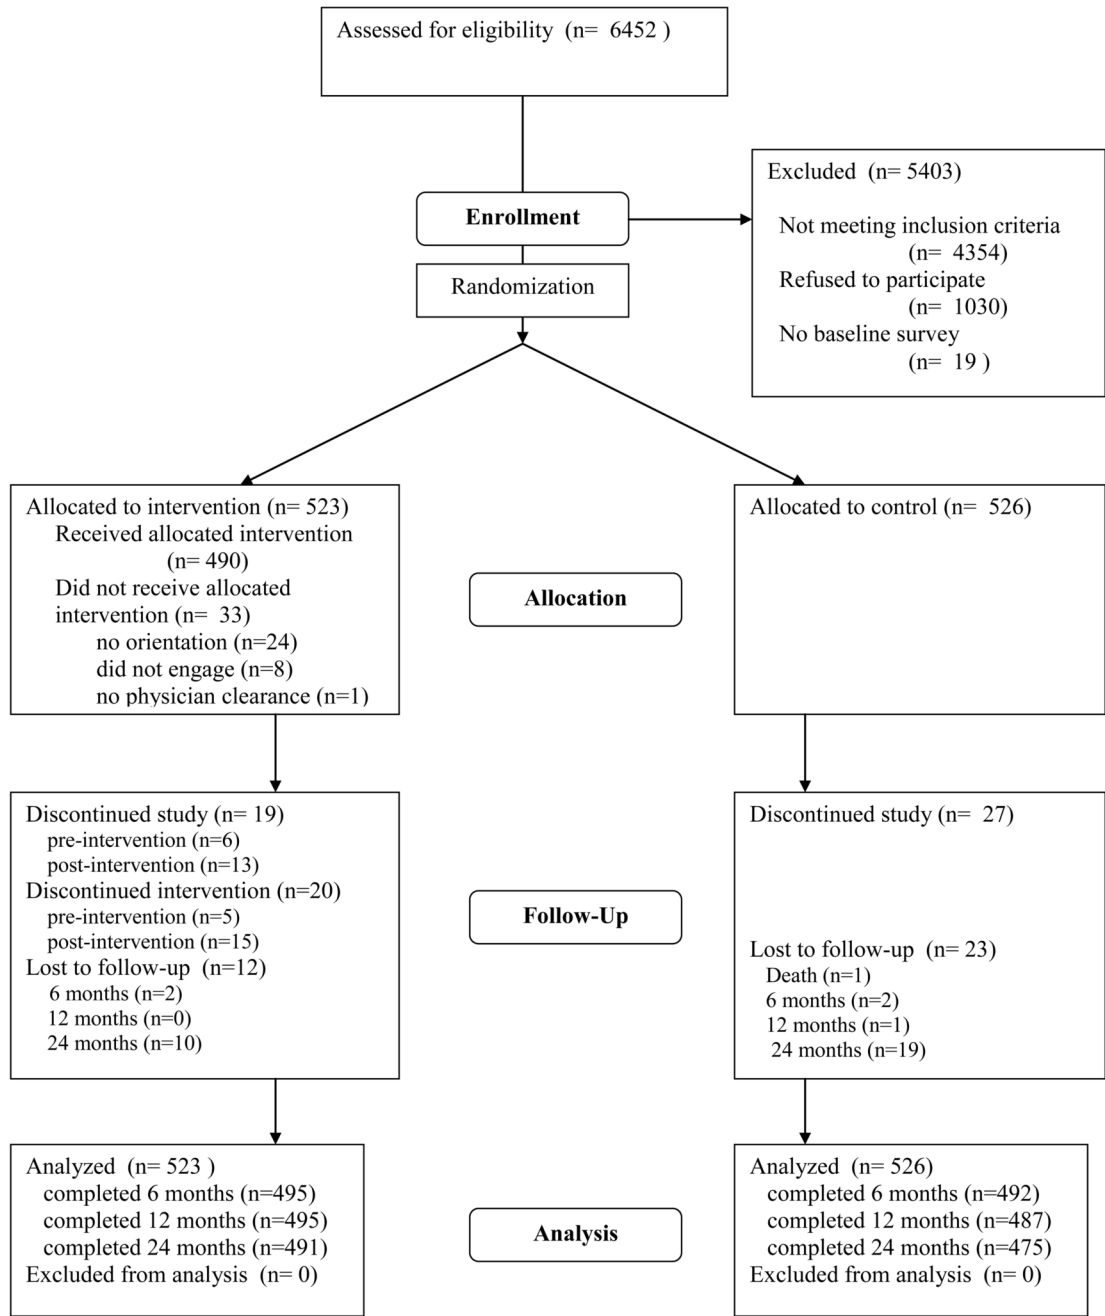 Assessed for eligibility (n= 6452 )
Excluded (n= 5403)
Not meeting inclusion criteria
(n= 4354)
Refused to participate
(n= 1030)
No baseline survey
(n= 19 )
Enrollment
Randomization
Allocated to intervention (n= 523)
Received allocated intervention
(n= 490)
Did not receive allocated
intervention (n= 33)
no orientation (n=24)
did not engage (n=8)
no physician clearance (n=1)
Allocation
Allocated to control (n= 526)
Discontinued study (n= 19)
pre-intervention (n=6)
post-intervention (n=13)
Discontinued intervention (n=20)
pre-intervention (n=5)
post-intervention (n=15)
Lost to follow-up (n=12)
6 months (n=2)
12 months (n=0)
24 months (n=10)
Follow-Up
Discontinued study (n= 27)
Lost to follow-up (n= 23)
Death (n=1)
6 months (n=2)
12 months (n=1)
24 months (n=19)
Analyzed (n= 523 )
completed 6 months (n=495)
completed 12 months (n=495)
completed 24 months (n=491)
Excluded from analysis (n= 0)
Analysis
Analyzed (n= 526)
completed 6 months (n=492)
completed 12 months (n=487)
completed 24 months (n=475)
Excluded from analysis (n= 0)